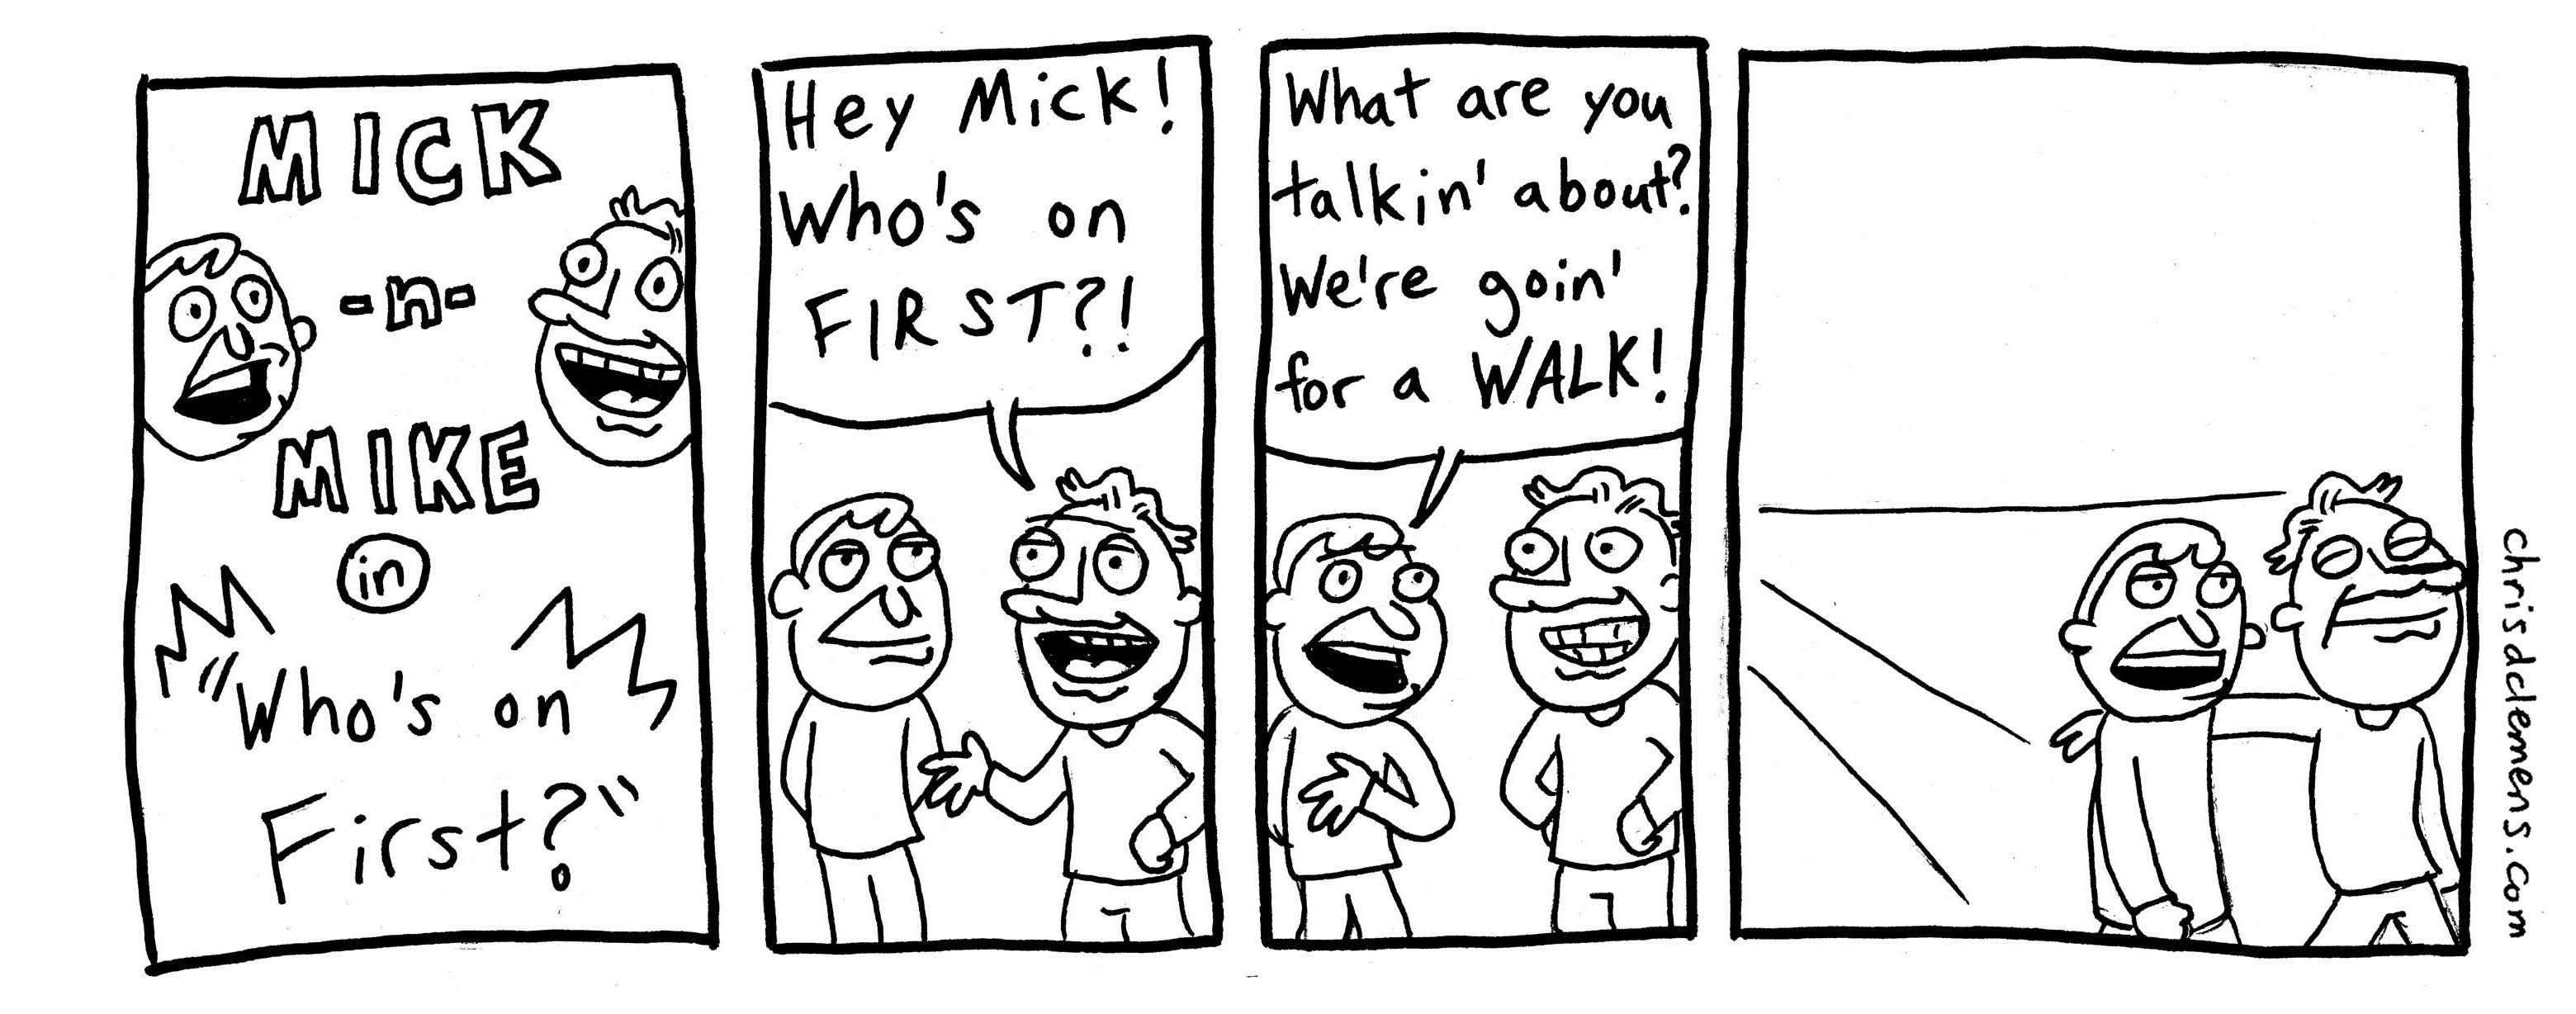 MICK
-n-
MIKE
in
"Who's on
First?"
Hey Mick!
Who's on
FIRST?!
What are you
talkin' about?
We're goin'
for a WALK!
chrisdclemens.com